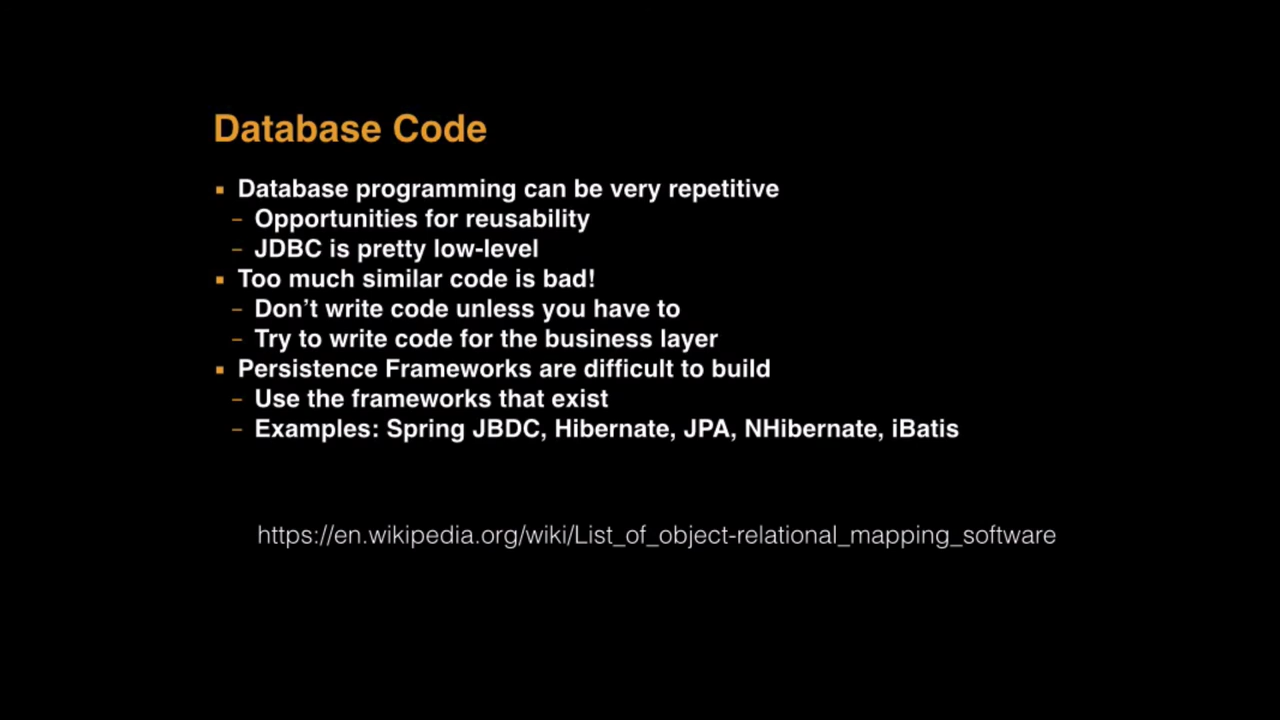 Database Code
▪ Database programming can be very repetitive
– Opportunities for reusability
– JDBC is pretty low-level
▪ Too much similar code is bad!
– Don’t write code unless you have to
– Try to write code for the business layer
▪ Persistence Frameworks are difficult to build
– Use the frameworks that exist
– Examples: Spring JBDC, Hibernate, JPA, NHibernate, iBatis
https://en.wikipedia.org/wiki/List_of_object-relational_mapping_software